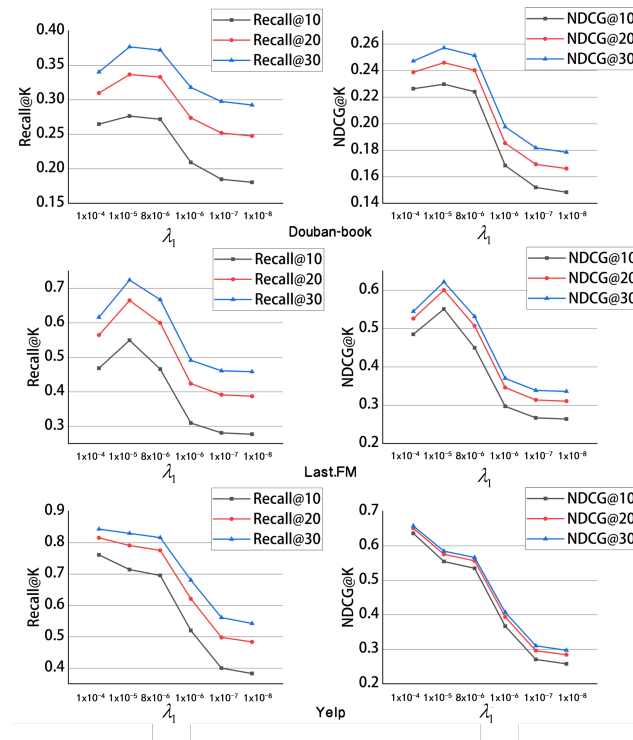 0.40
0.35
0.30
0.25
0.20
0.15
Recall@K
Recall@10
Recall@20
Recall@30
1x10⁻⁴ 1x10⁻⁵ 8x10⁻⁶ 1x10⁻⁶ 1x10⁻⁷ 1x10⁻⁸
λ₁
0.26
0.24
0.22
0.20
0.18
0.16
0.14
NDCG@K
NDCG@10
NDCG@20
NDCG@30
1x10⁻⁴ 1x10⁻⁵ 8x10⁻⁶ 1x10⁻⁶ 1x10⁻⁷ 1x10⁻⁸
λ₁
Douban-book
0.7
0.6
0.5
0.4
0.3
Recall@K
Recall@10
Recall@20
Recall@30
1x10⁻⁴ 1x10⁻⁵ 8x10⁻⁶ 1x10⁻⁶ 1x10⁻⁷ 1x10⁻⁸
λ₁
0.6
0.5
0.4
0.3
0.2
NDCG@K
NDCG@10
NDCG@20
NDCG@30
1x10⁻⁴ 1x10⁻⁵ 8x10⁻⁶ 1x10⁻⁶ 1x10⁻⁷ 1x10⁻⁸
λ₁
Last.FM
0.9
0.8
0.7
0.6
0.5
0.4
Recall@K
Recall@10
Recall@20
Recall@30
1x10⁻⁴ 1x10⁻⁵ 8x10⁻⁶ 1x10⁻⁶ 1x10⁻⁷ 1x10⁻⁸
λ₁
0.7
0.6
0.5
0.4
0.3
0.2
NDCG@K
NDCG@10
NDCG@20
NDCG@30
1x10⁻⁴ 1x10⁻⁵ 8x10⁻⁶ 1x10⁻⁶ 1x10⁻⁷ 1x10⁻⁸
λ₁
Yelp